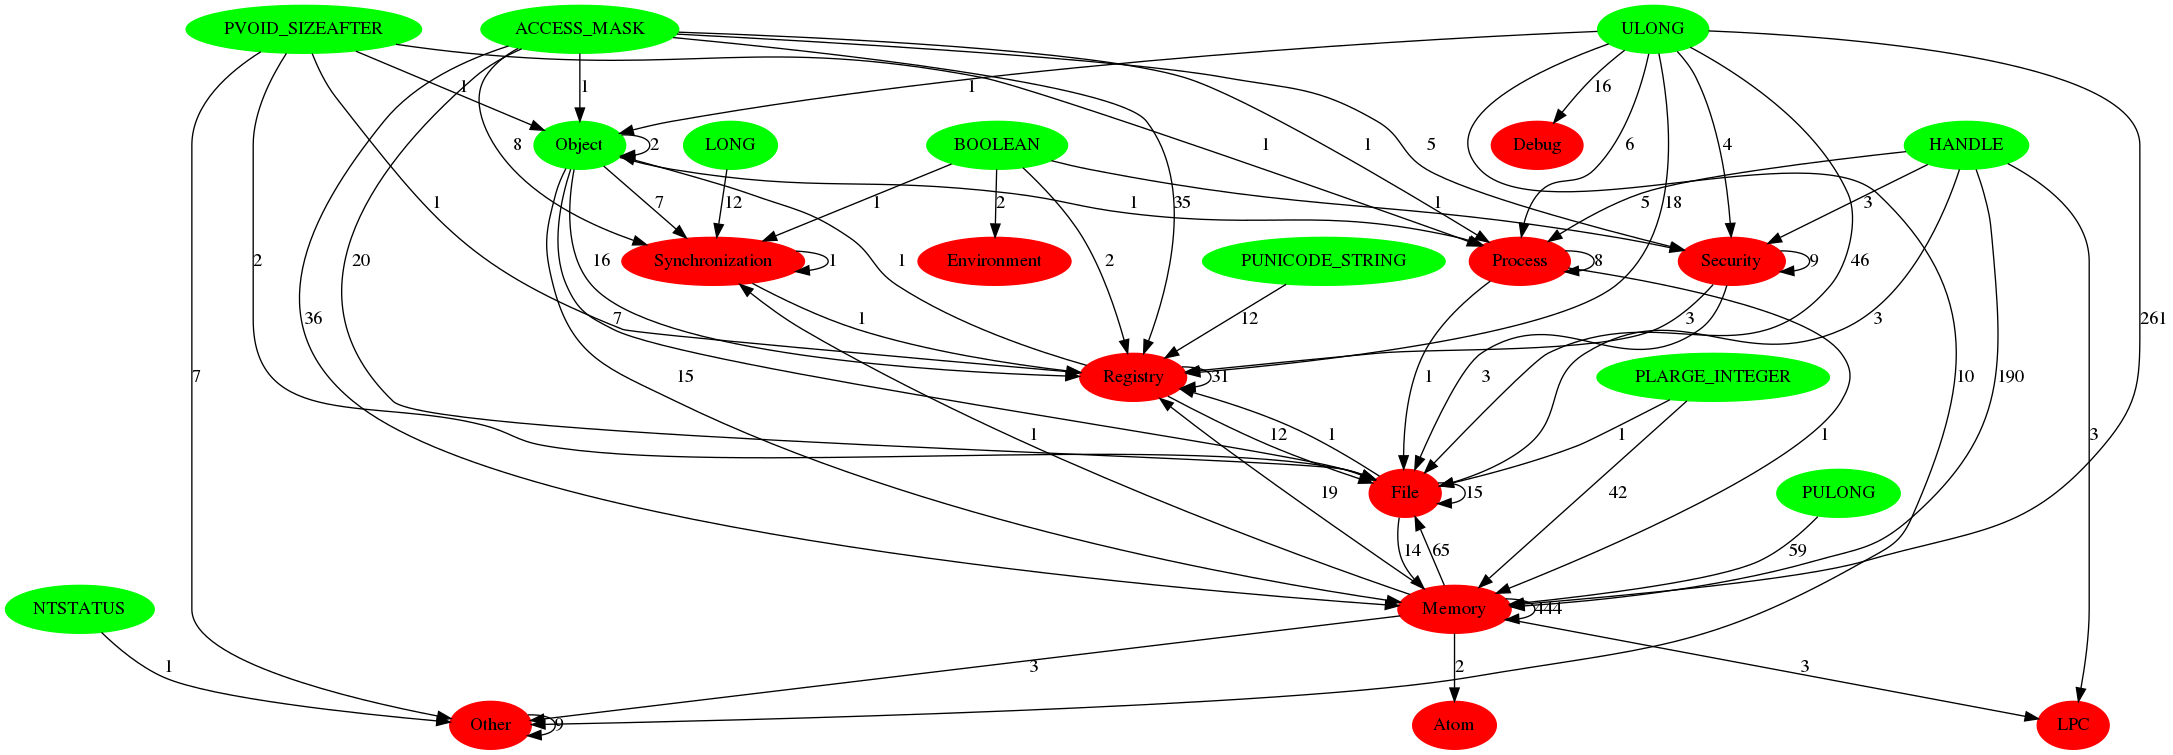 PVOID_SIZEAFTER
ACCESS_MASK
ULONG
1
1
1
16
Object
2
LONG
BOOLEAN
Debug
HANDLE
8
1
1
5
6
4
7
12
1
2
1
35
1
5
3
1
18
Synchronization
1
Environment
PUNICODE_STRING
Process
8
Security
9
2
20
16
1
2
46
36
7
1
12
3
3
261
7
15
Registry
31
1
3
PLARGE_INTEGER
10
190
1
12
1
1
1
3
19
File
15
42
PULONG
14
65
59
NTSTATUS
Memory
444
1
3
2
3
Other
9
Atom
LPC